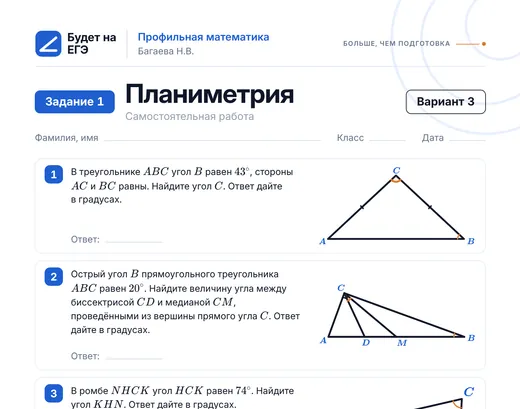 Будет на
ЕГЭ
Профильная математика
Багаева Н.В.
БОЛЬШЕ, ЧЕМ ПОДГОТОВКА
Задание 1
Планиметрия
Самостоятельная работа
Вариант 3
Фамилия, имя
Класс
Дата
1
В треугольнике ABC угол B равен 43°, стороны
AC и BC равны. Найдите угол C. Ответ дайте
в градусах.
Ответ:
C
A
B
2
Острый угол B прямоугольного треугольника
ABC равен 20°. Найдите величину угла между
биссектрисой CD и медианой CM,
проведёнными из вершины прямого угла C. Ответ
дайте в градусах.
Ответ:
C
A
D
M
B
3
В ромбе NHCK угол HCK равен 74°. Найдите
угол KHN. Ответ дайте в градусах.
C